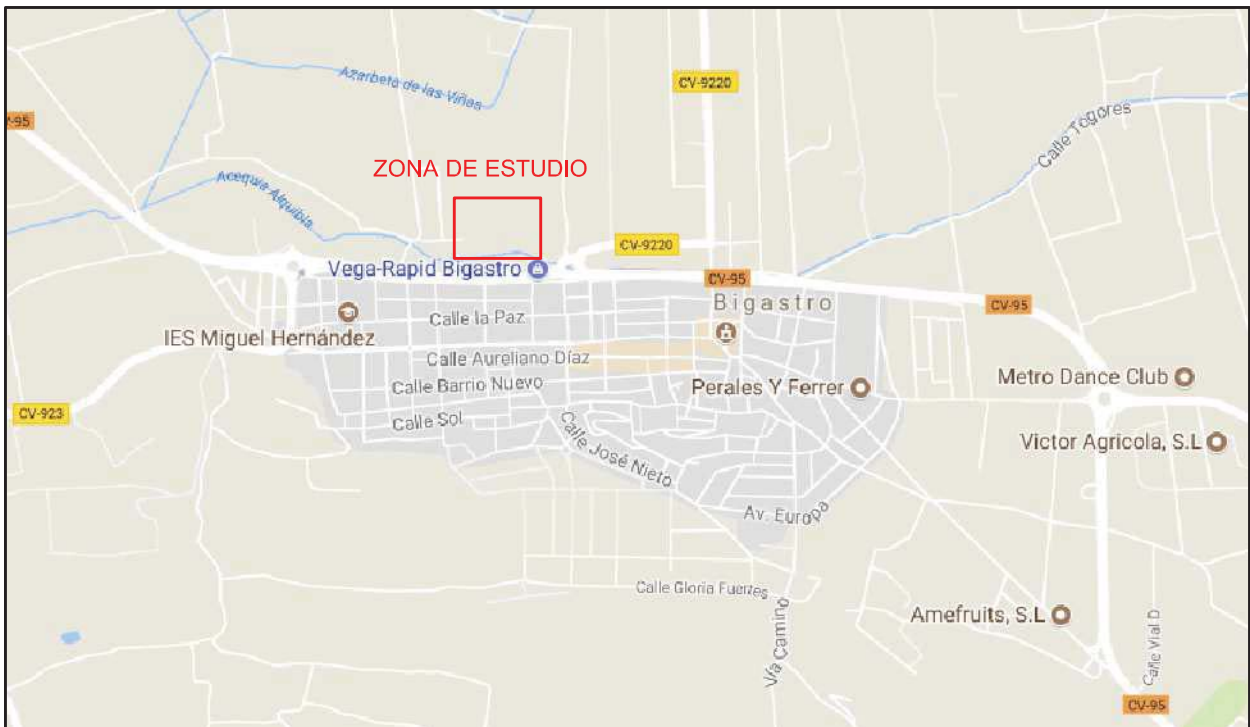 Azarbeta de las Viñas
CV-9220
CV-95
Calle Togores
ZONA DE ESTUDIO
Acequia Alquibla
CV-9220
Vega-Rapid Bigastro
CV-95
Bigastro
CV-95
Calle la Paz
IES Miguel Hernández
Calle Aureliano Díaz
Calle Barrio Nuevo
Perales Y Ferrer
Metro Dance Club
CV-923
Calle Sol
Calle José Nieto
Victor Agricola, S.L
Av. Europa
Calle Gloria Fuertes
Amefruits, S.L
Vía Camino
Calle Vial D
CV-95